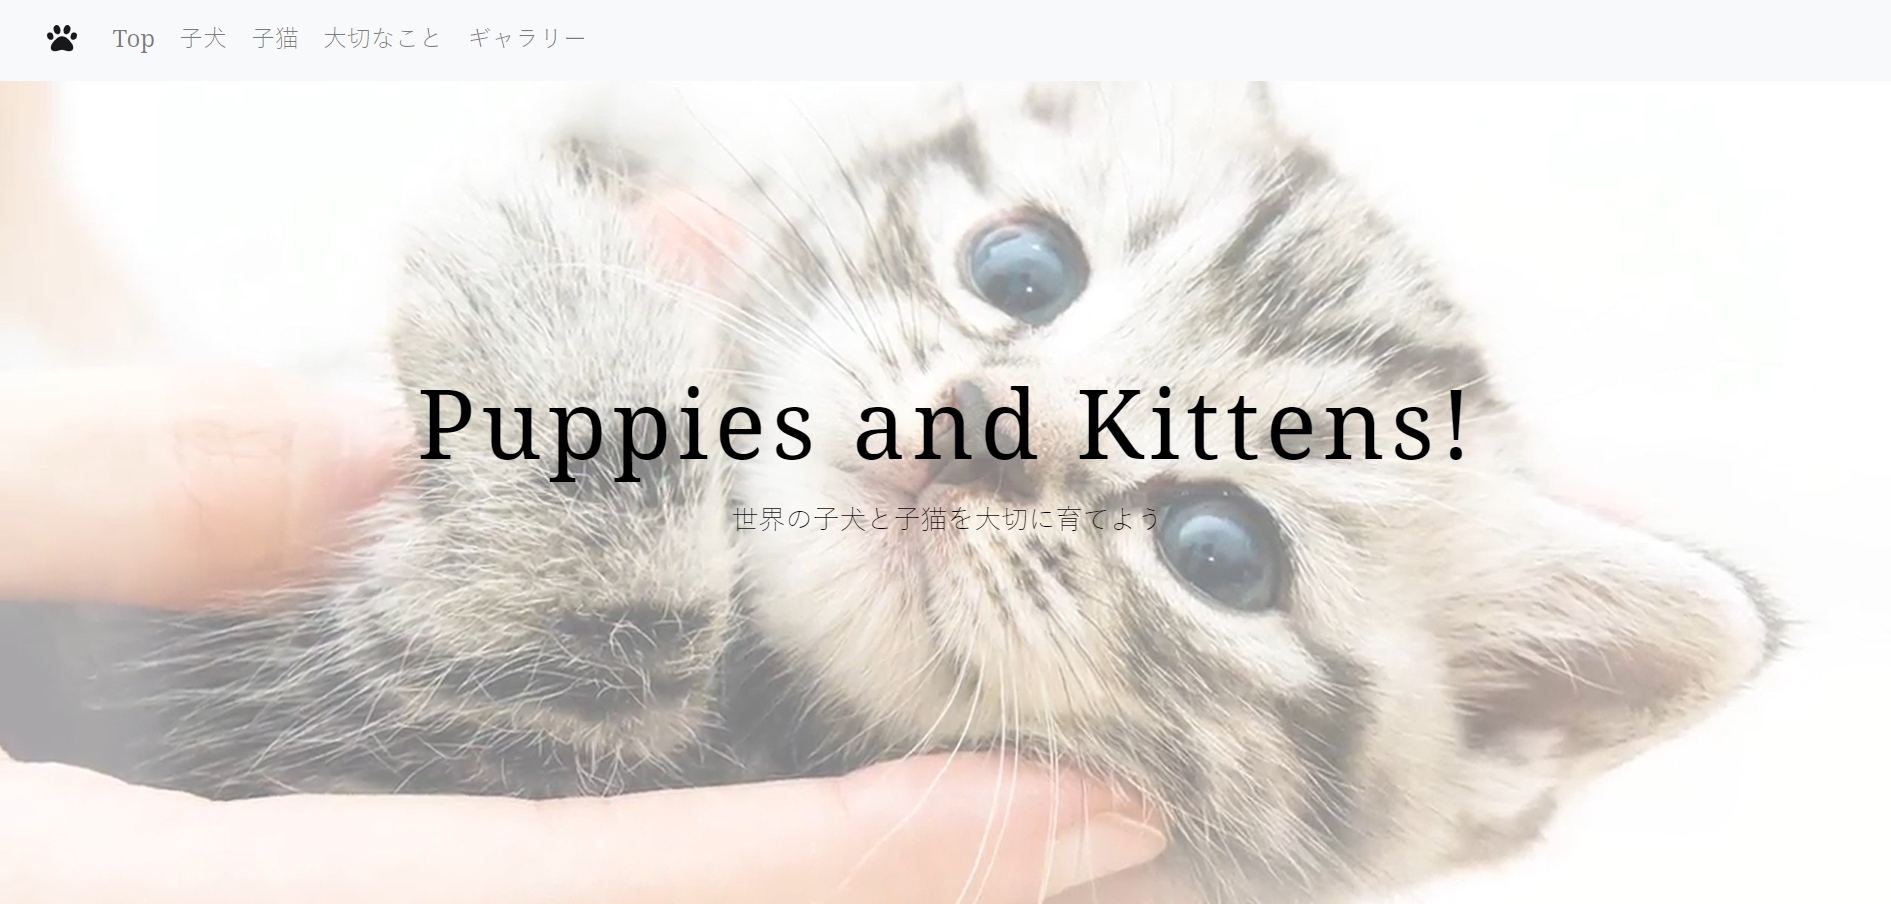 Top 子犬 子猫 大切なこと ギャラリー
Puppies and Kittens!
世界の子犬と子猫を大切に育てよう